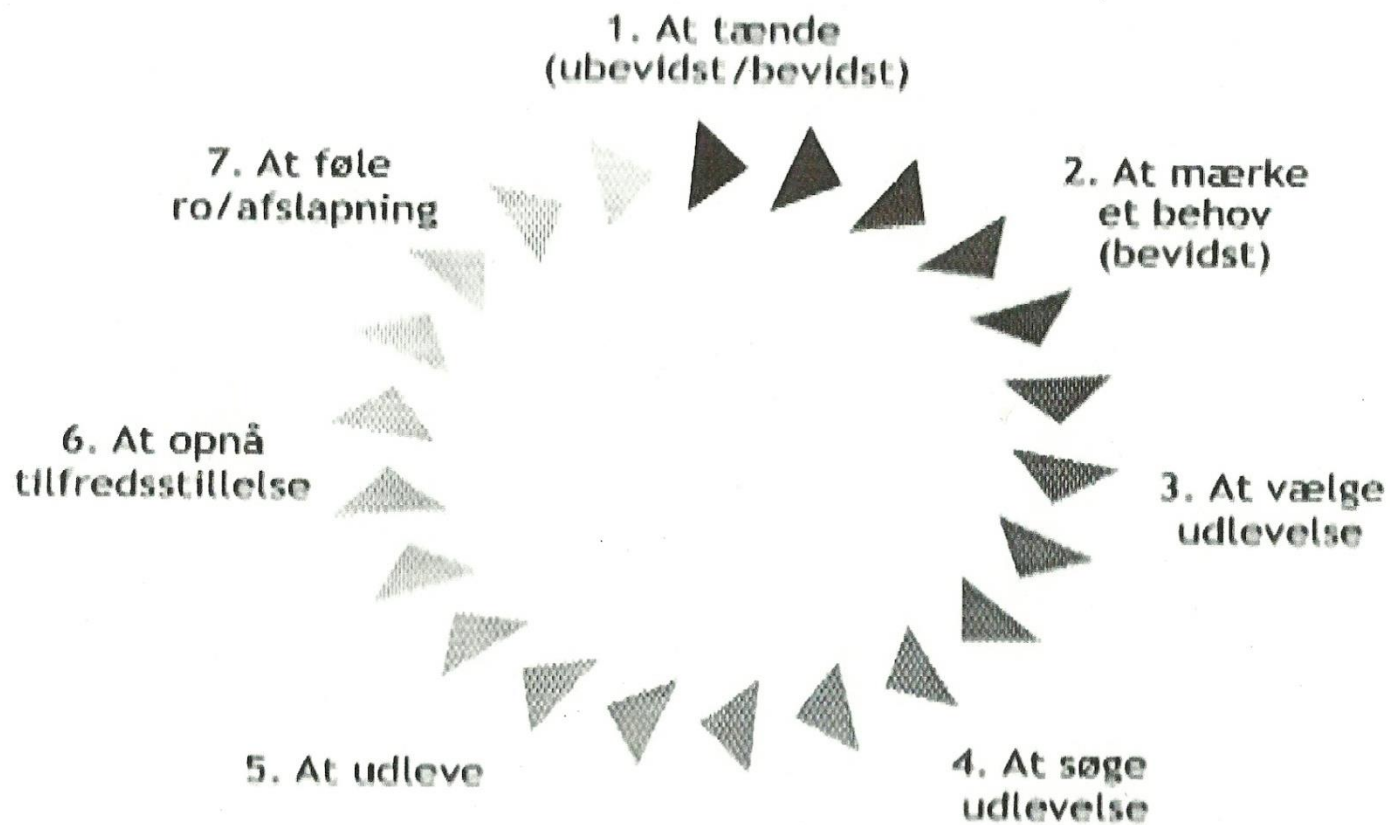 1. At tænde
(ubevidst/bevidst)
2. At mærke
et behov
(bevidst)
3. At vælge
udlevelse
4. At søge
udlevelse
5. At udleve
6. At opnå
tilfredsstillelse
7. At føle
ro/afslapning